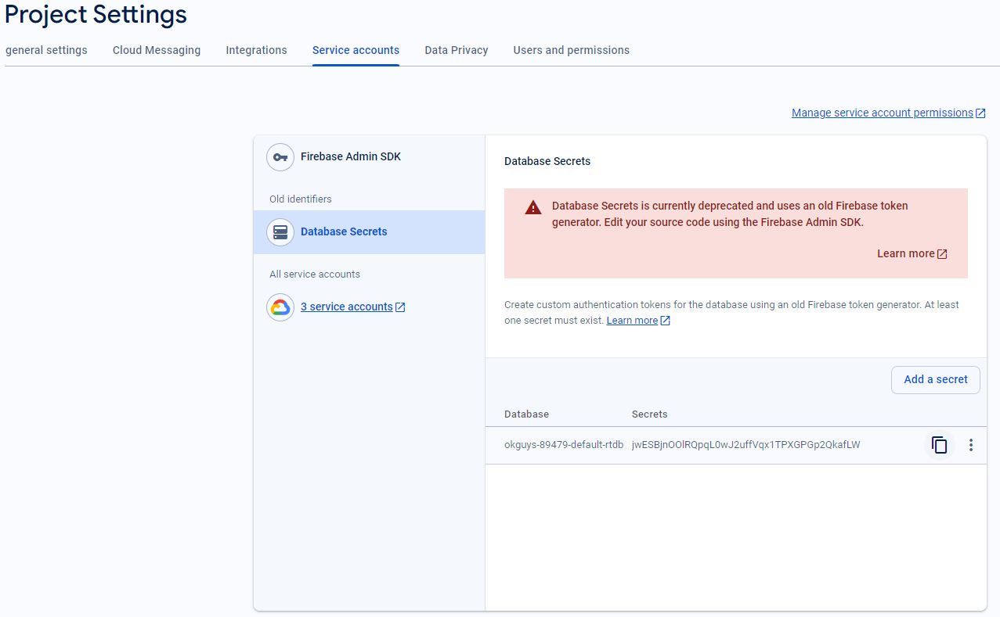 Project Settings
general settings
Cloud Messaging
Integrations
Service accounts
Data Privacy
Users and permissions
Manage service account permissions
Firebase Admin SDK
Old identifiers
Database Secrets
All service accounts
3 service accounts
Database Secrets
Database Secrets is currently deprecated and uses an old Firebase token
generator. Edit your source code using the Firebase Admin SDK.
Learn more
Create custom authentication tokens for the database using an old Firebase token generator. At least
one secret must exist. Learn more
Add a secret
Database Secrets
okguys-89479-default-rtdb jwESBjnOOlRQpqL0wJ2uffVqx1TPXGPGp2QkafLW